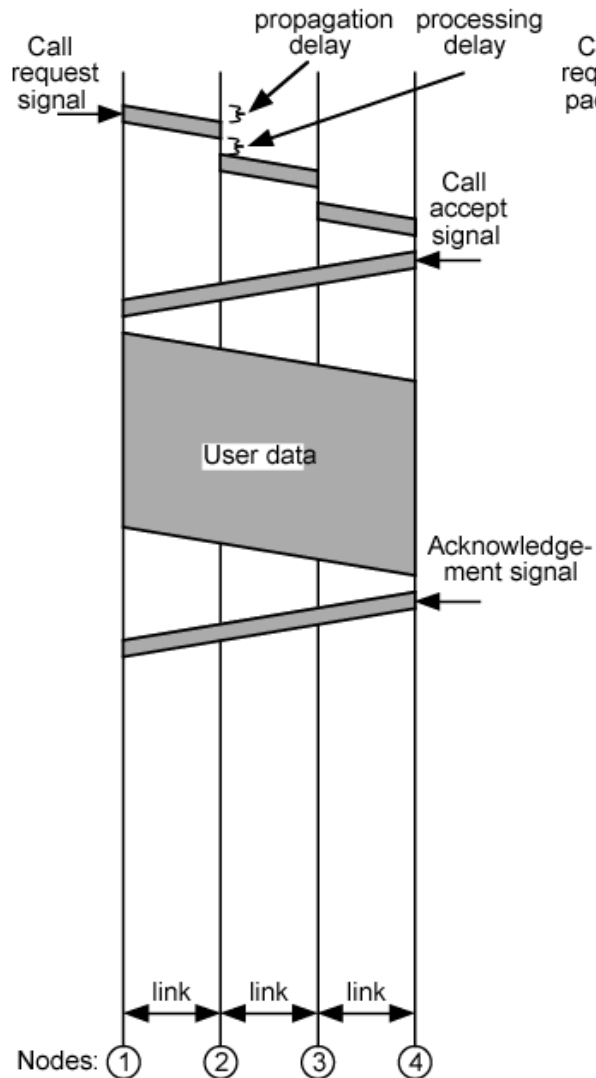 propagation
delay
processing
delay
Call
request
signal
Call
accept
signal
User data
Acknowledge-
ment signal
link
link
link
Nodes: 1 2 3 4